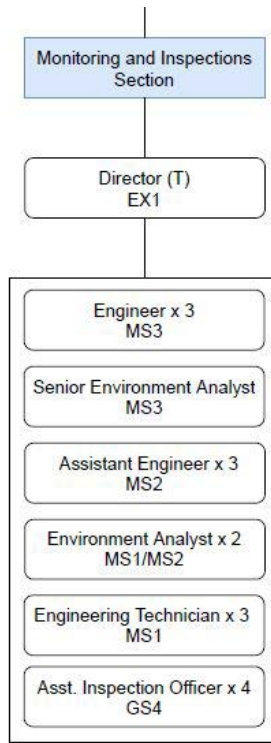 Monitoring and Inspections
Section
Director (T)
EX1
Engineer x 3
MS3
Senior Environment Analyst
MS3
Assistant Engineer x 3
MS2
Environment Analyst x 2
MS1/MS2
Engineering Technician x 3
MS1
Asst. Inspection Officer x 4
GS4